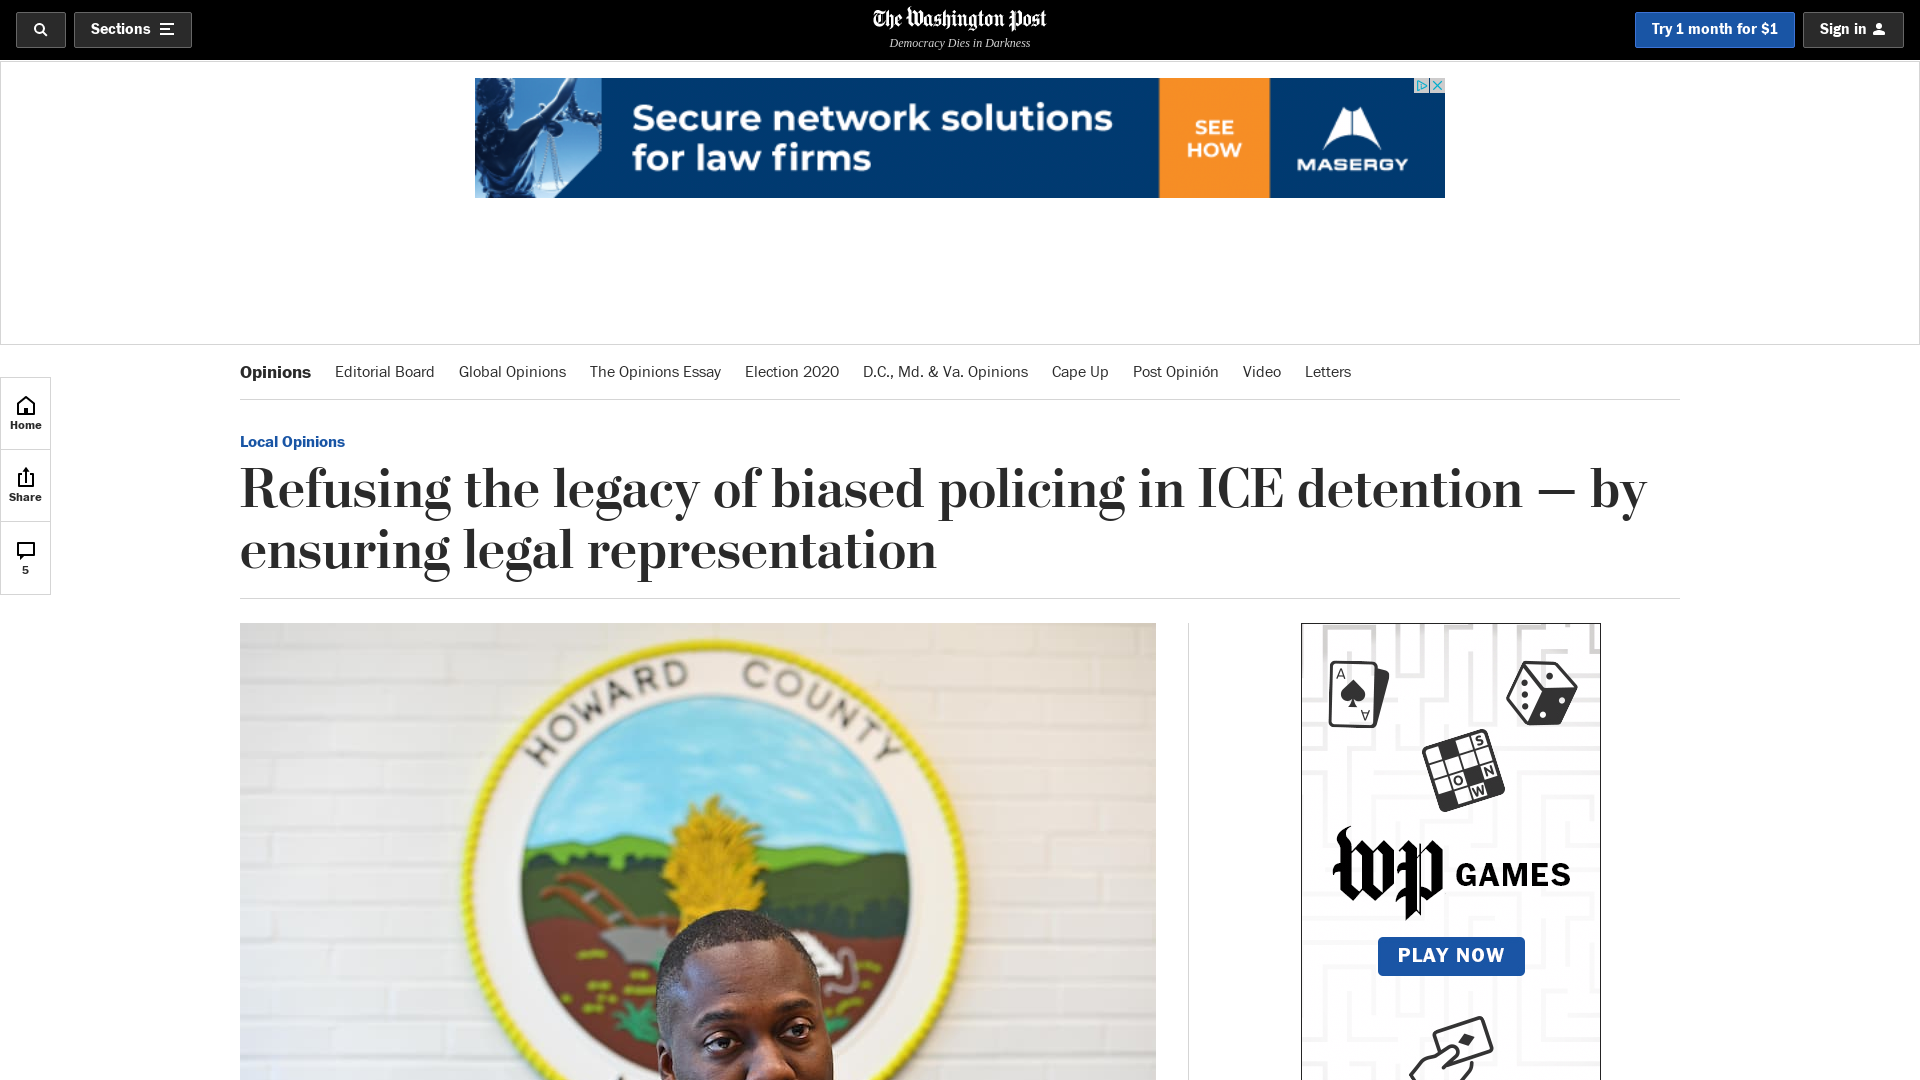 Sections
The Washington Post
Democracy Dies in Darkness
Try 1 month for $1
Sign in
Secure network solutions
for law firms
SEE
HOW
MASERGY
Home
Share
5
Opinions Editorial Board Global Opinions The Opinions Essay Election 2020 D.C., Md. & Va. Opinions Cape Up Post Opinión Video Letters
Local Opinions
Refusing the legacy of biased policing in ICE detention — by
ensuring legal representation
HOWARD COUNTY
A
A
S
O N
W
wp GAMES
PLAY NOW